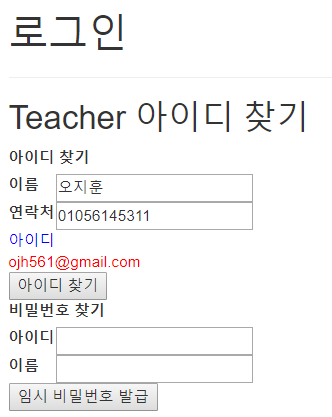 로그인
Teacher 아이디 찾기
아이디 찾기
이름 오지훈
연락처 01056145311
아이디
ojh561@gmail.com
아이디 찾기
비밀번호 찾기
아이디
이름
임시 비밀번호 발급